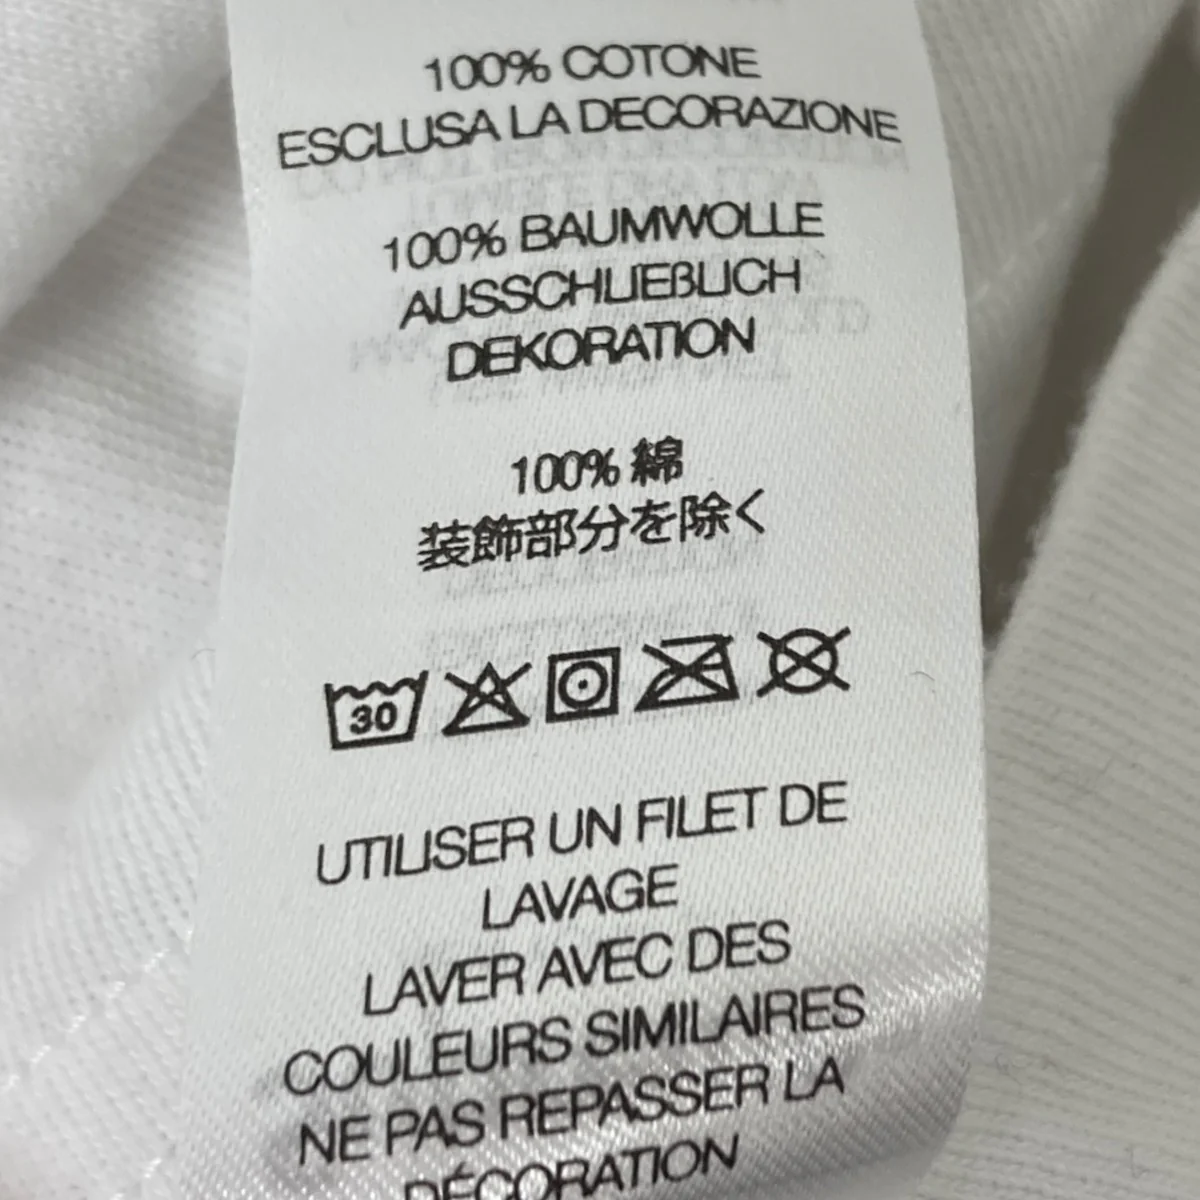 100% COTONE
ESCLUSA LA DECORAZIONE
100% BAUMWOLLE
AUSSCHLIEßLICH
DEKORATION
100% 綿
装飾部分を除く
30
UTILISER UN FILET DE
LAVAGE
LAVER AVEC DES
COULEURS SIMILAIRES
NE PAS REPASSER LA
DÉCORATION